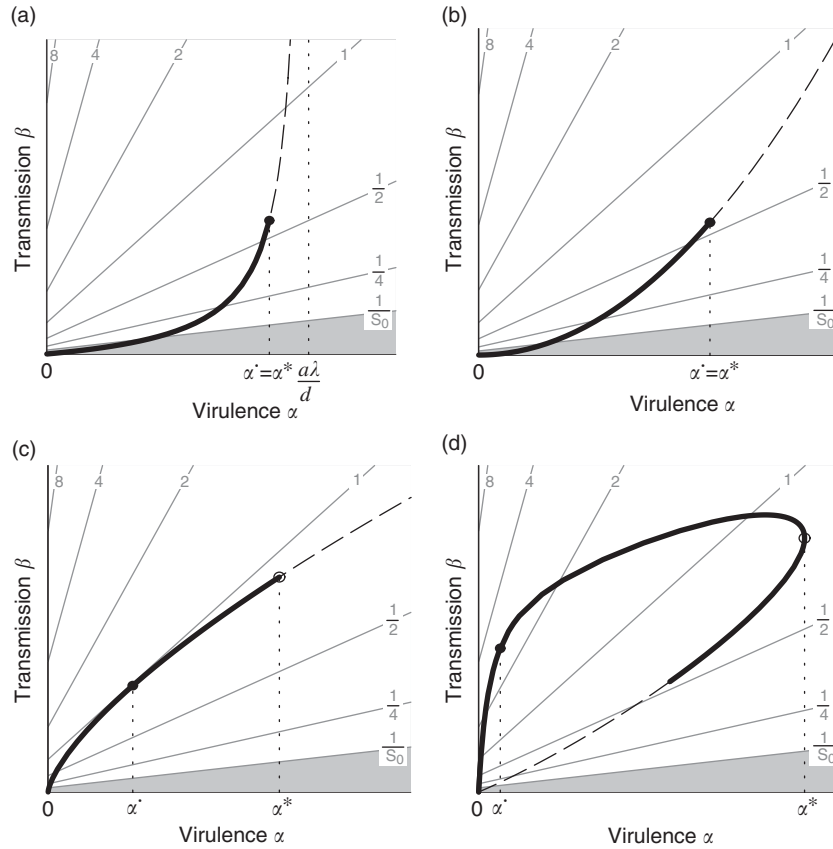 (a)
8
4
2
1
1/2
1/4
1/S₀
Transmission β
0
α˙=α*
aλ/d
Virulence α
(b)
8
4
2
1
1/2
1/4
1/S₀
Transmission β
0
α˙=α*
Virulence α
(c)
8
4
2
1
1/2
1/4
1/S₀
Transmission β
0
α˙
α*
Virulence α
(d)
8
4
2
1
1/2
1/4
1/S₀
Transmission β
0
α˙
α*
Virulence α